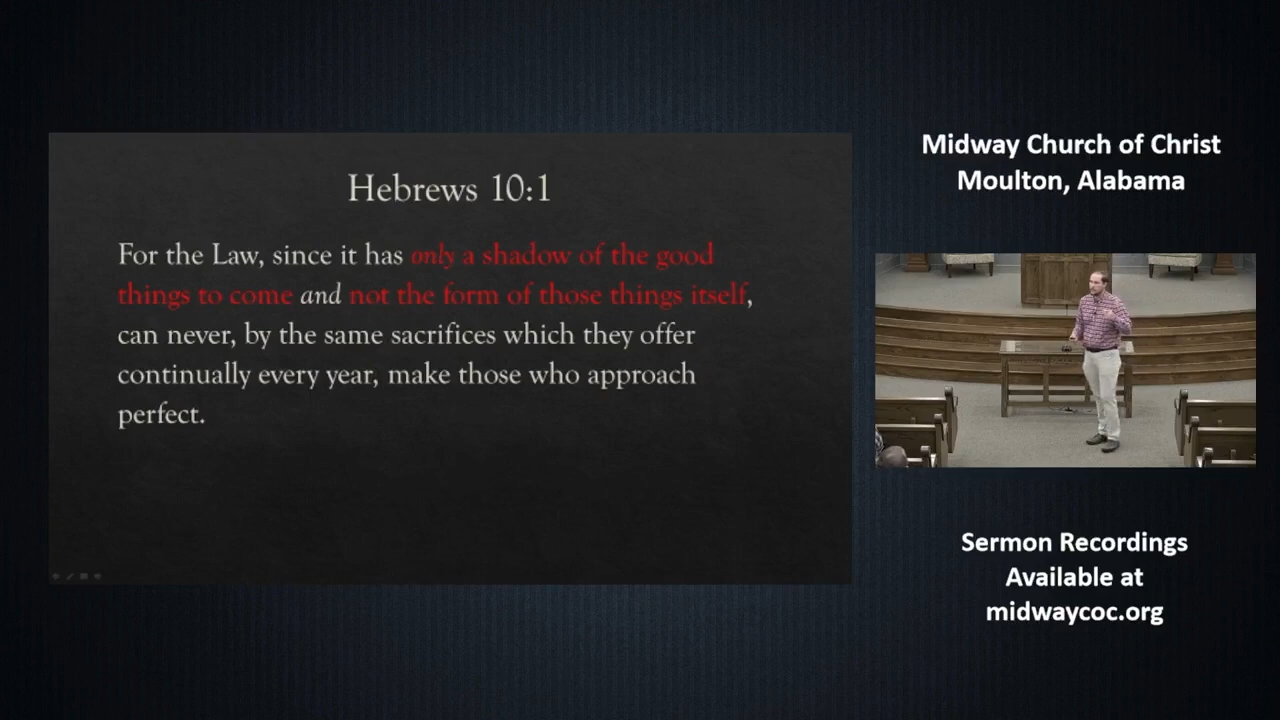 Hebrews 10:1
For the Law, since it has only a shadow of the good
things to come and not the form of those things itself,
can never, by the same sacrifices which they offer
continually every year, make those who approach
perfect.
Midway Church of Christ
Moulton, Alabama
Sermon Recordings
Available at
midwaycoc.org